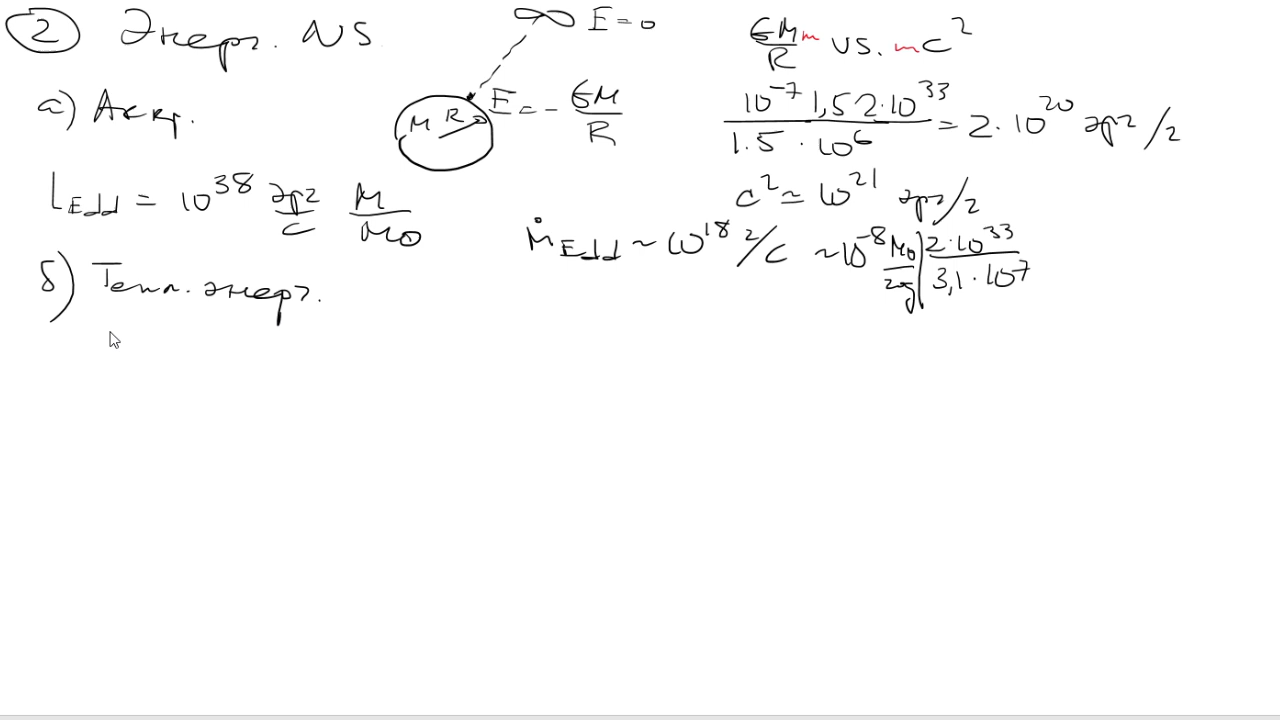 2 Энерг. NS
∞ E = 0
а) Аккр.
M R
E = - GM/R
GMm/R vs. mc²
10⁻⁷ 1,5 2·10³³ / 1.5 · 10⁶ = 2 · 10²⁰ эрг/г
c² ≃ 10²¹ эрг/г
L_Edd = 10³⁸ эрг/с M/M⊙
Ṁ_Edd ~ 10¹⁸ г/с ~ 10⁻⁸ M⊙/год | 2·10³³ / 3,1·10⁷
б) Тепл. энерг.